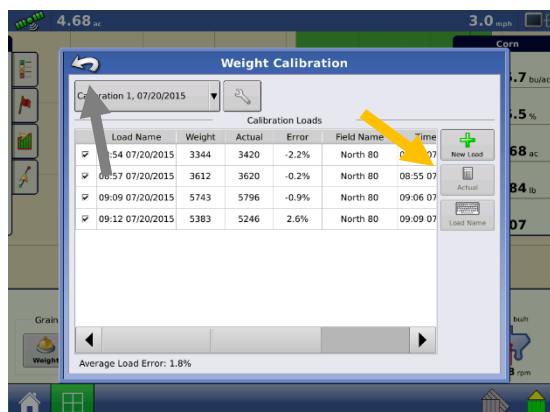 4.68 ac
3.0 mph
Corn
Weight Calibration
.7 bu/ac
Calibration 1, 07/20/2015
.5 %
Calibration Loads
Load Name Weight Actual Error Field Name Time
New Load
:54 07/20/2015 3344 3420 -2.2% North 80 07
68 ac
08:57 07/20/2015 3612 3620 -0.2% North 80 08:55 07
Actual
84 lb
09:09 07/20/2015 5743 5796 -0.9% North 80 09:06 07
Load Name
09:12 07/20/2015 5383 5246 2.6% North 80 09:09 07
07
Grain
bu/h
Weight
Average Load Error: 1.8%
rpm